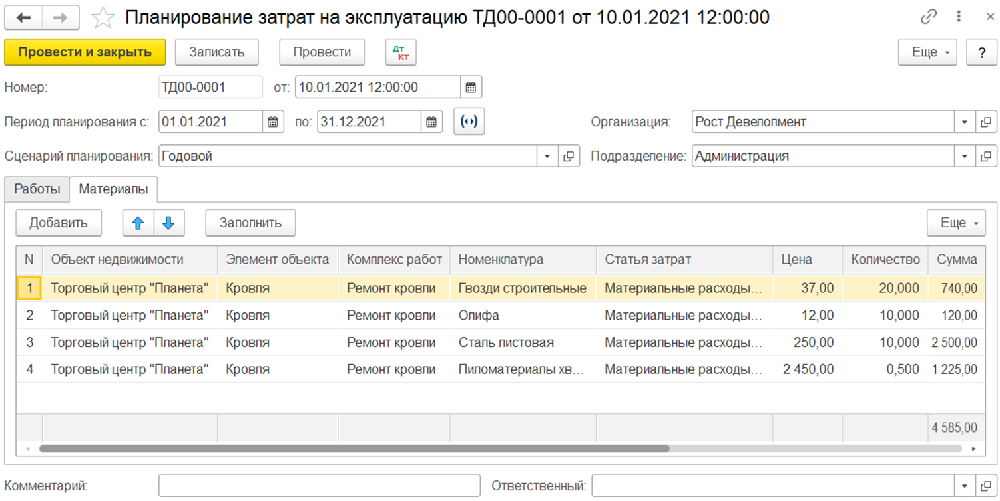 Планирование затрат на эксплуатацию ТД00-0001 от 10.01.2021 12:00:00
Провести и закрыть Записать Провести Дт Кт Еще ?
Номер: ТД00-0001 от: 10.01.2021 12:00:00
Период планирования с: 01.01.2021 по: 31.12.2021 Организация: Рост Девелопмент
Сценарий планирования: Годовой Подразделение: Администрация
Работы Материалы
Добавить Заполнить Еще
N Объект недвижимости Элемент объекта Комплекс работ Номенклатура Статья затрат Цена Количество Сумма
1 Торговый центр "Планета" Кровля Ремонт кровли Гвозди строительные Материальные расходы... 37,00 20,000 740,00
2 Торговый центр "Планета" Кровля Ремонт кровли Олифа Материальные расходы... 12,00 10,000 120,00
3 Торговый центр "Планета" Кровля Ремонт кровли Сталь листовая Материальные расходы... 250,00 10,000 2 500,00
4 Торговый центр "Планета" Кровля Ремонт кровли Пиломатериалы хв... Материальные расходы... 2 450,00 0,500 1 225,00
4 585,00
Комментарий: Ответственный: